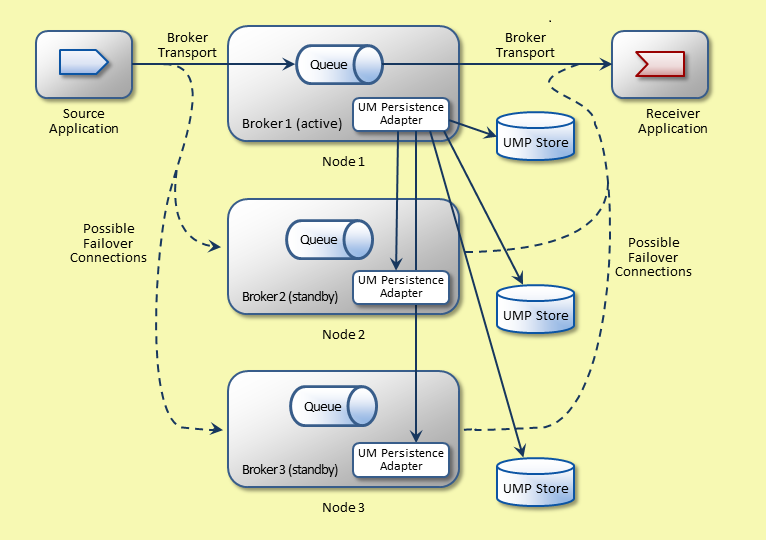 Broker
Transport
Broker
Transport
Queue
Source
Application
Broker 1 (active)
UM Persistence
Adapter
Receiver
Application
UMP Store
Node 1
Possible
Failover
Connections
Queue
Broker 2 (standby)
UM Persistence
Adapter
Possible
Failover
Connections
UMP Store
Node 2
Queue
Broker 3 (standby)
UM Persistence
Adapter
UMP Store
Node 3